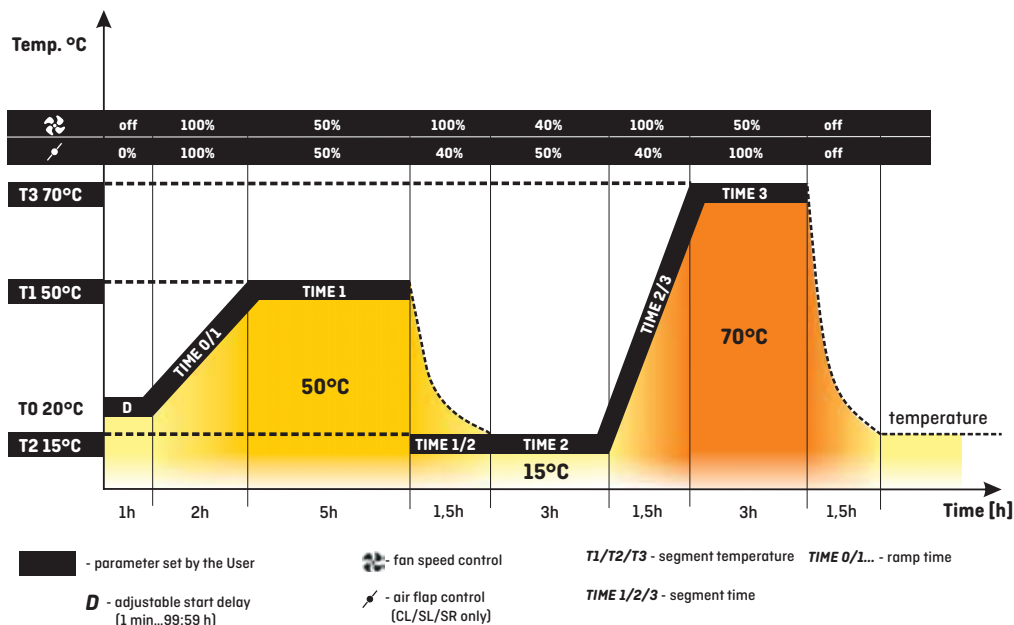 Temp. °C
off 100% 50% 100% 40% 100% 50% off
0% 100% 50% 40% 50% 40% 100% off
T3 70°C
TIME 3
T1 50°C
TIME 1
TIME 2/3
TIME 0/1
70°C
50°C
T0 20°C
D
temperature
T2 15°C
TIME 1/2
TIME 2
15°C
1h 2h 5h 1,5h 3h 1,5h 3h 1,5h
Time [h]
- parameter set by the User
- fan speed control
T1/T2/T3 - segment temperature
TIME 0/1... - ramp time
D - adjustable start delay
(1 min...99:59 h)
- air flap control
(CL/SL/SR only)
TIME 1/2/3 - segment time